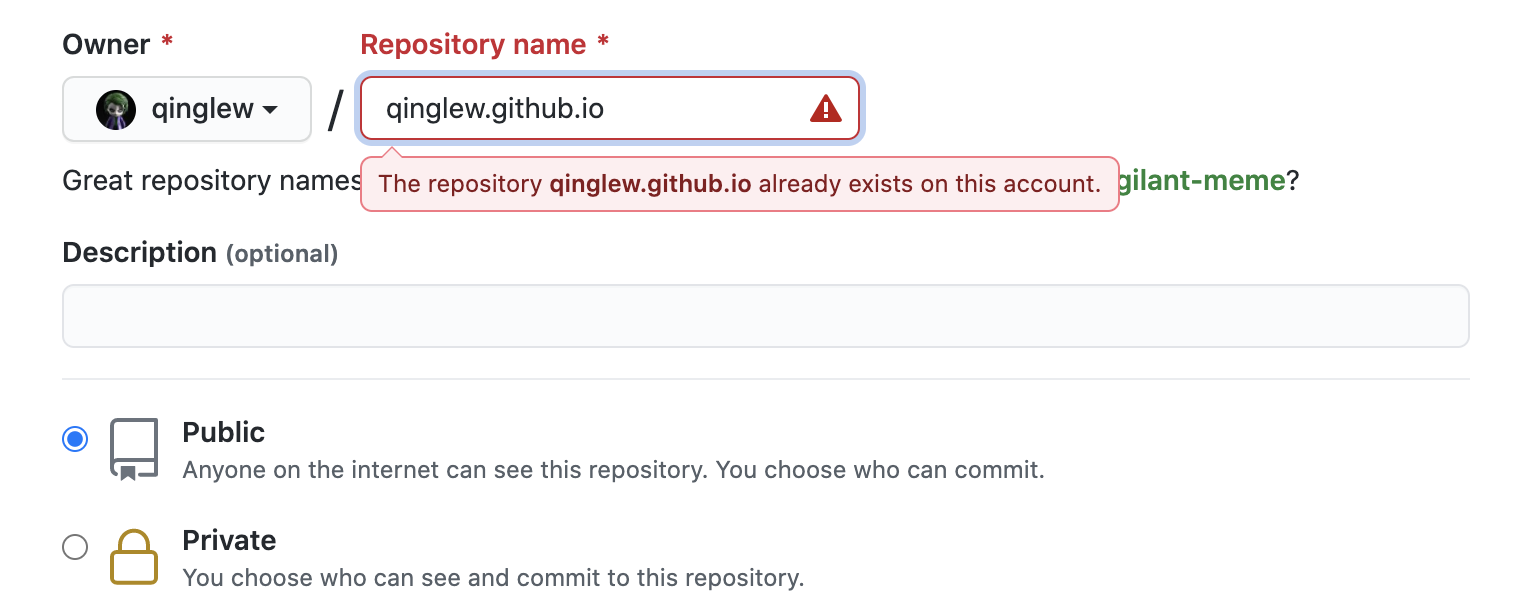 Owner * Repository name *
qinglew / qinglew.github.io
The repository qinglew.github.io already exists on this account.
Great repository names gilant-meme?
Description (optional)
Public
Anyone on the internet can see this repository. You choose who can commit.
Private
You choose who can see and commit to this repository.